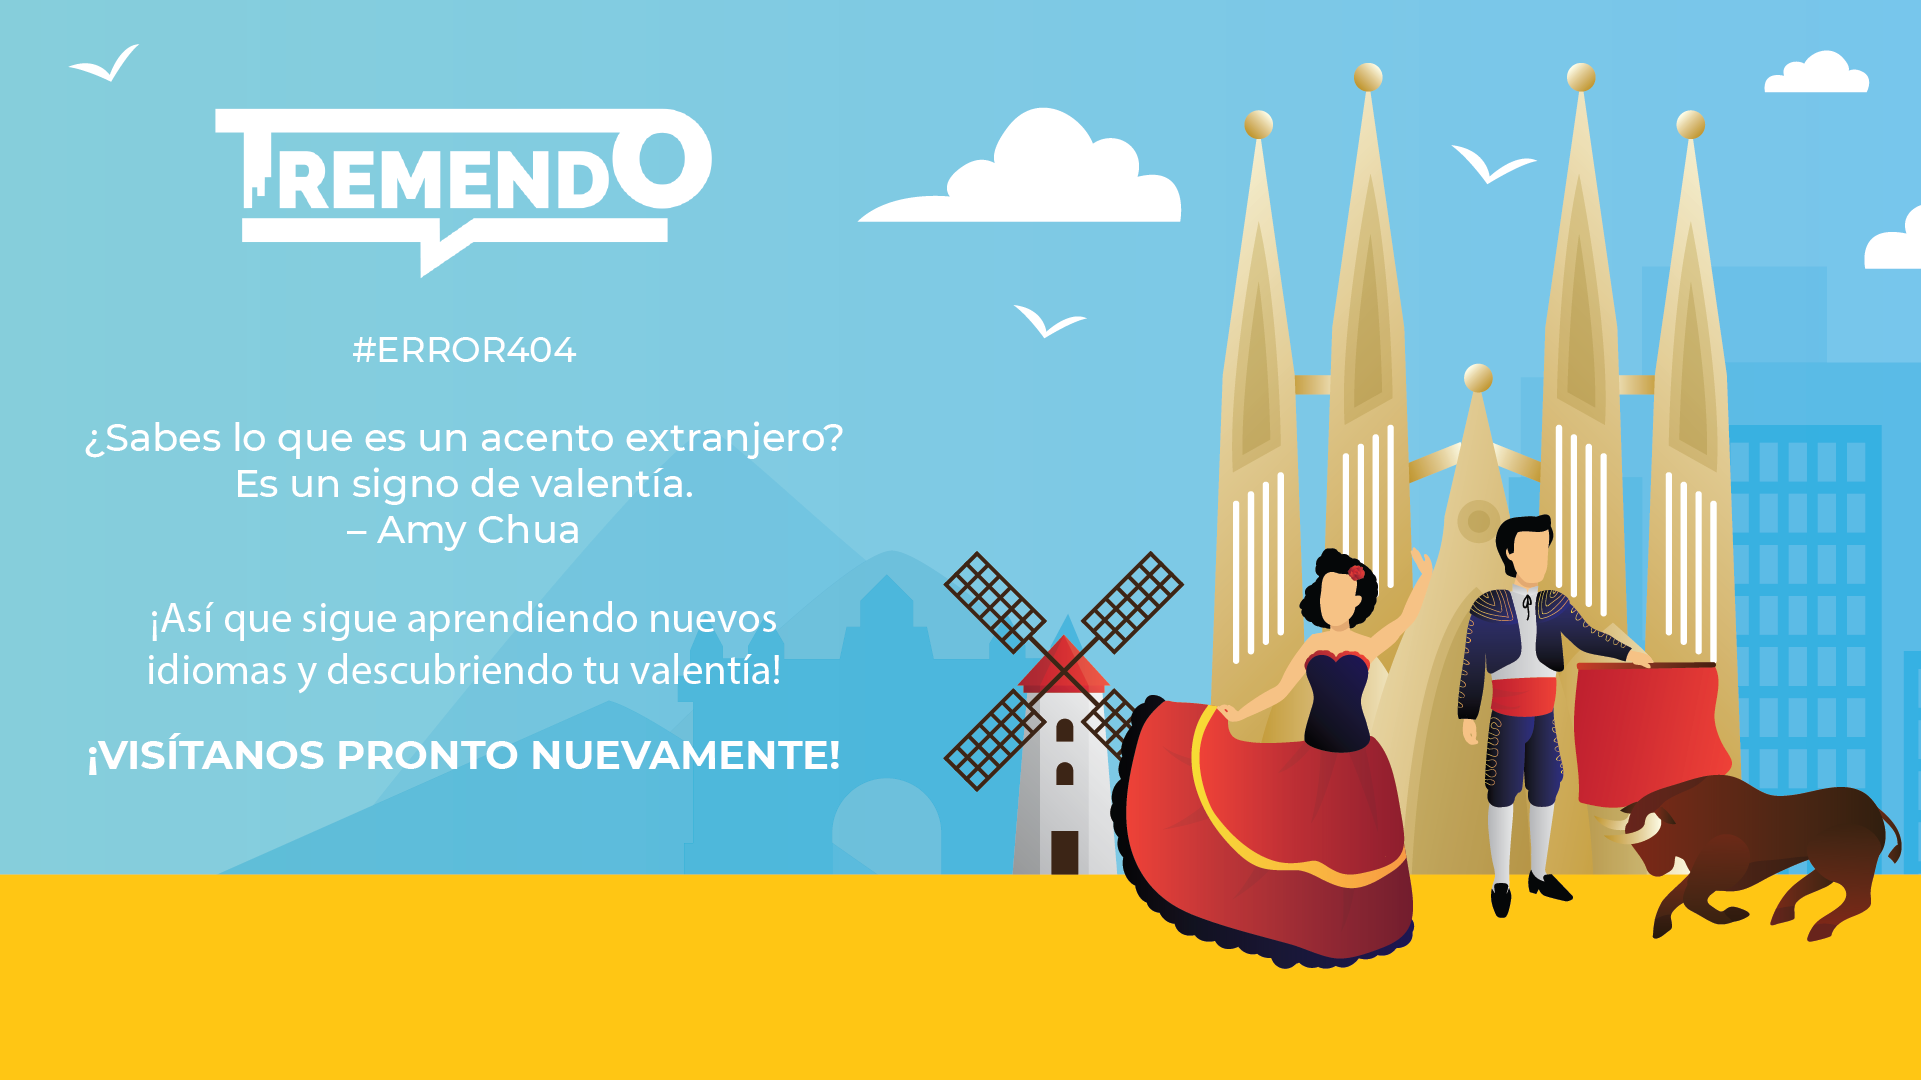 TREMENDO
#ERROR404
¿Sabes lo que es un acento extranjero?
Es un signo de valentía.
– Amy Chua
¡Así que sigue aprendiendo nuevos
idiomas y descubriendo tu valentía!
¡VISÍTANOS PRONTO NUEVAMENTE!